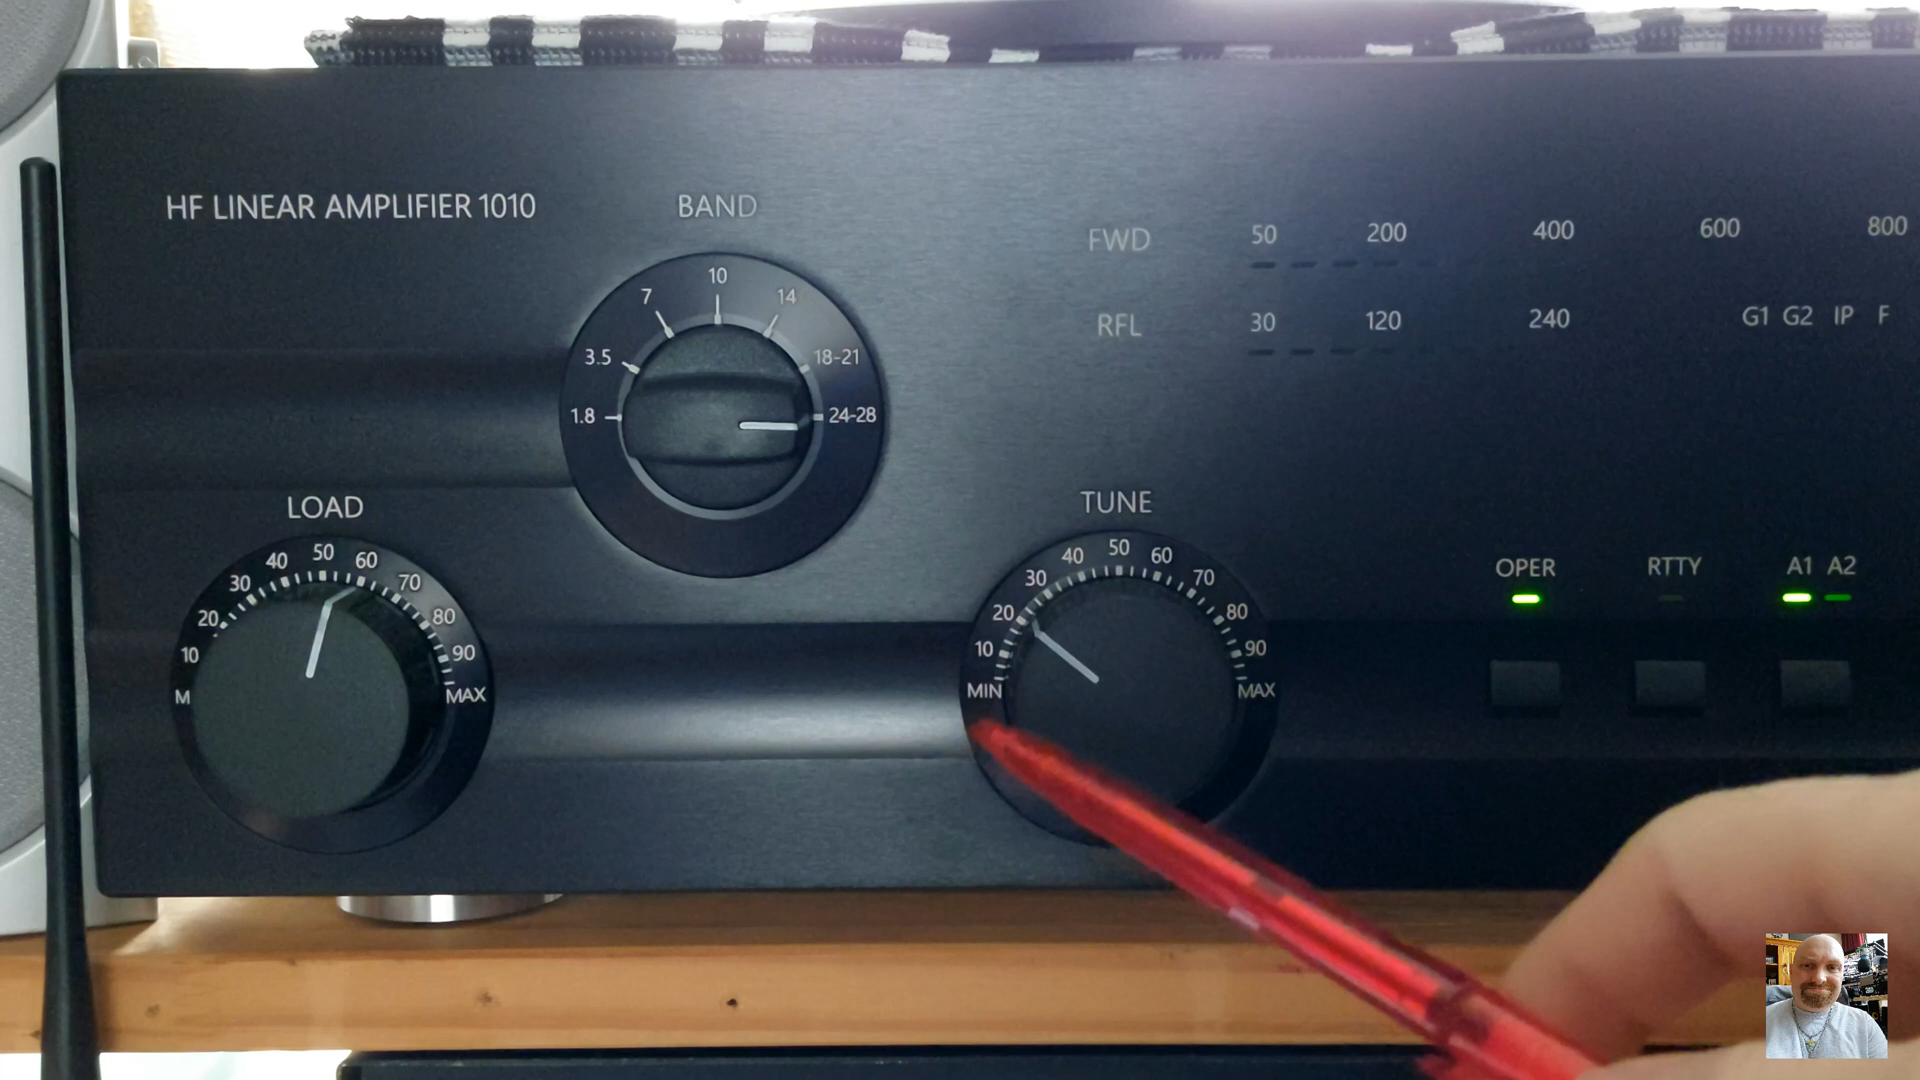 HF LINEAR AMPLIFIER 1010
BAND
1.8 3.5 7 10 14 18-21 24-28
FWD 50 200 400 600 800
RFL 30 120 240 G1 G2 IP F
LOAD
M 10 20 30 40 50 60 70 80 90 MAX
TUNE
MIN 10 20 30 40 50 60 70 80 90 MAX
OPER RTTY A1 A2